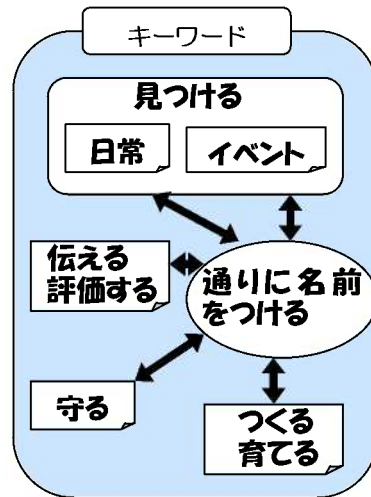 キーワード
見つける
日常
イベント
伝える
評価する
通りに名前
をつける
守る
つくる
育てる